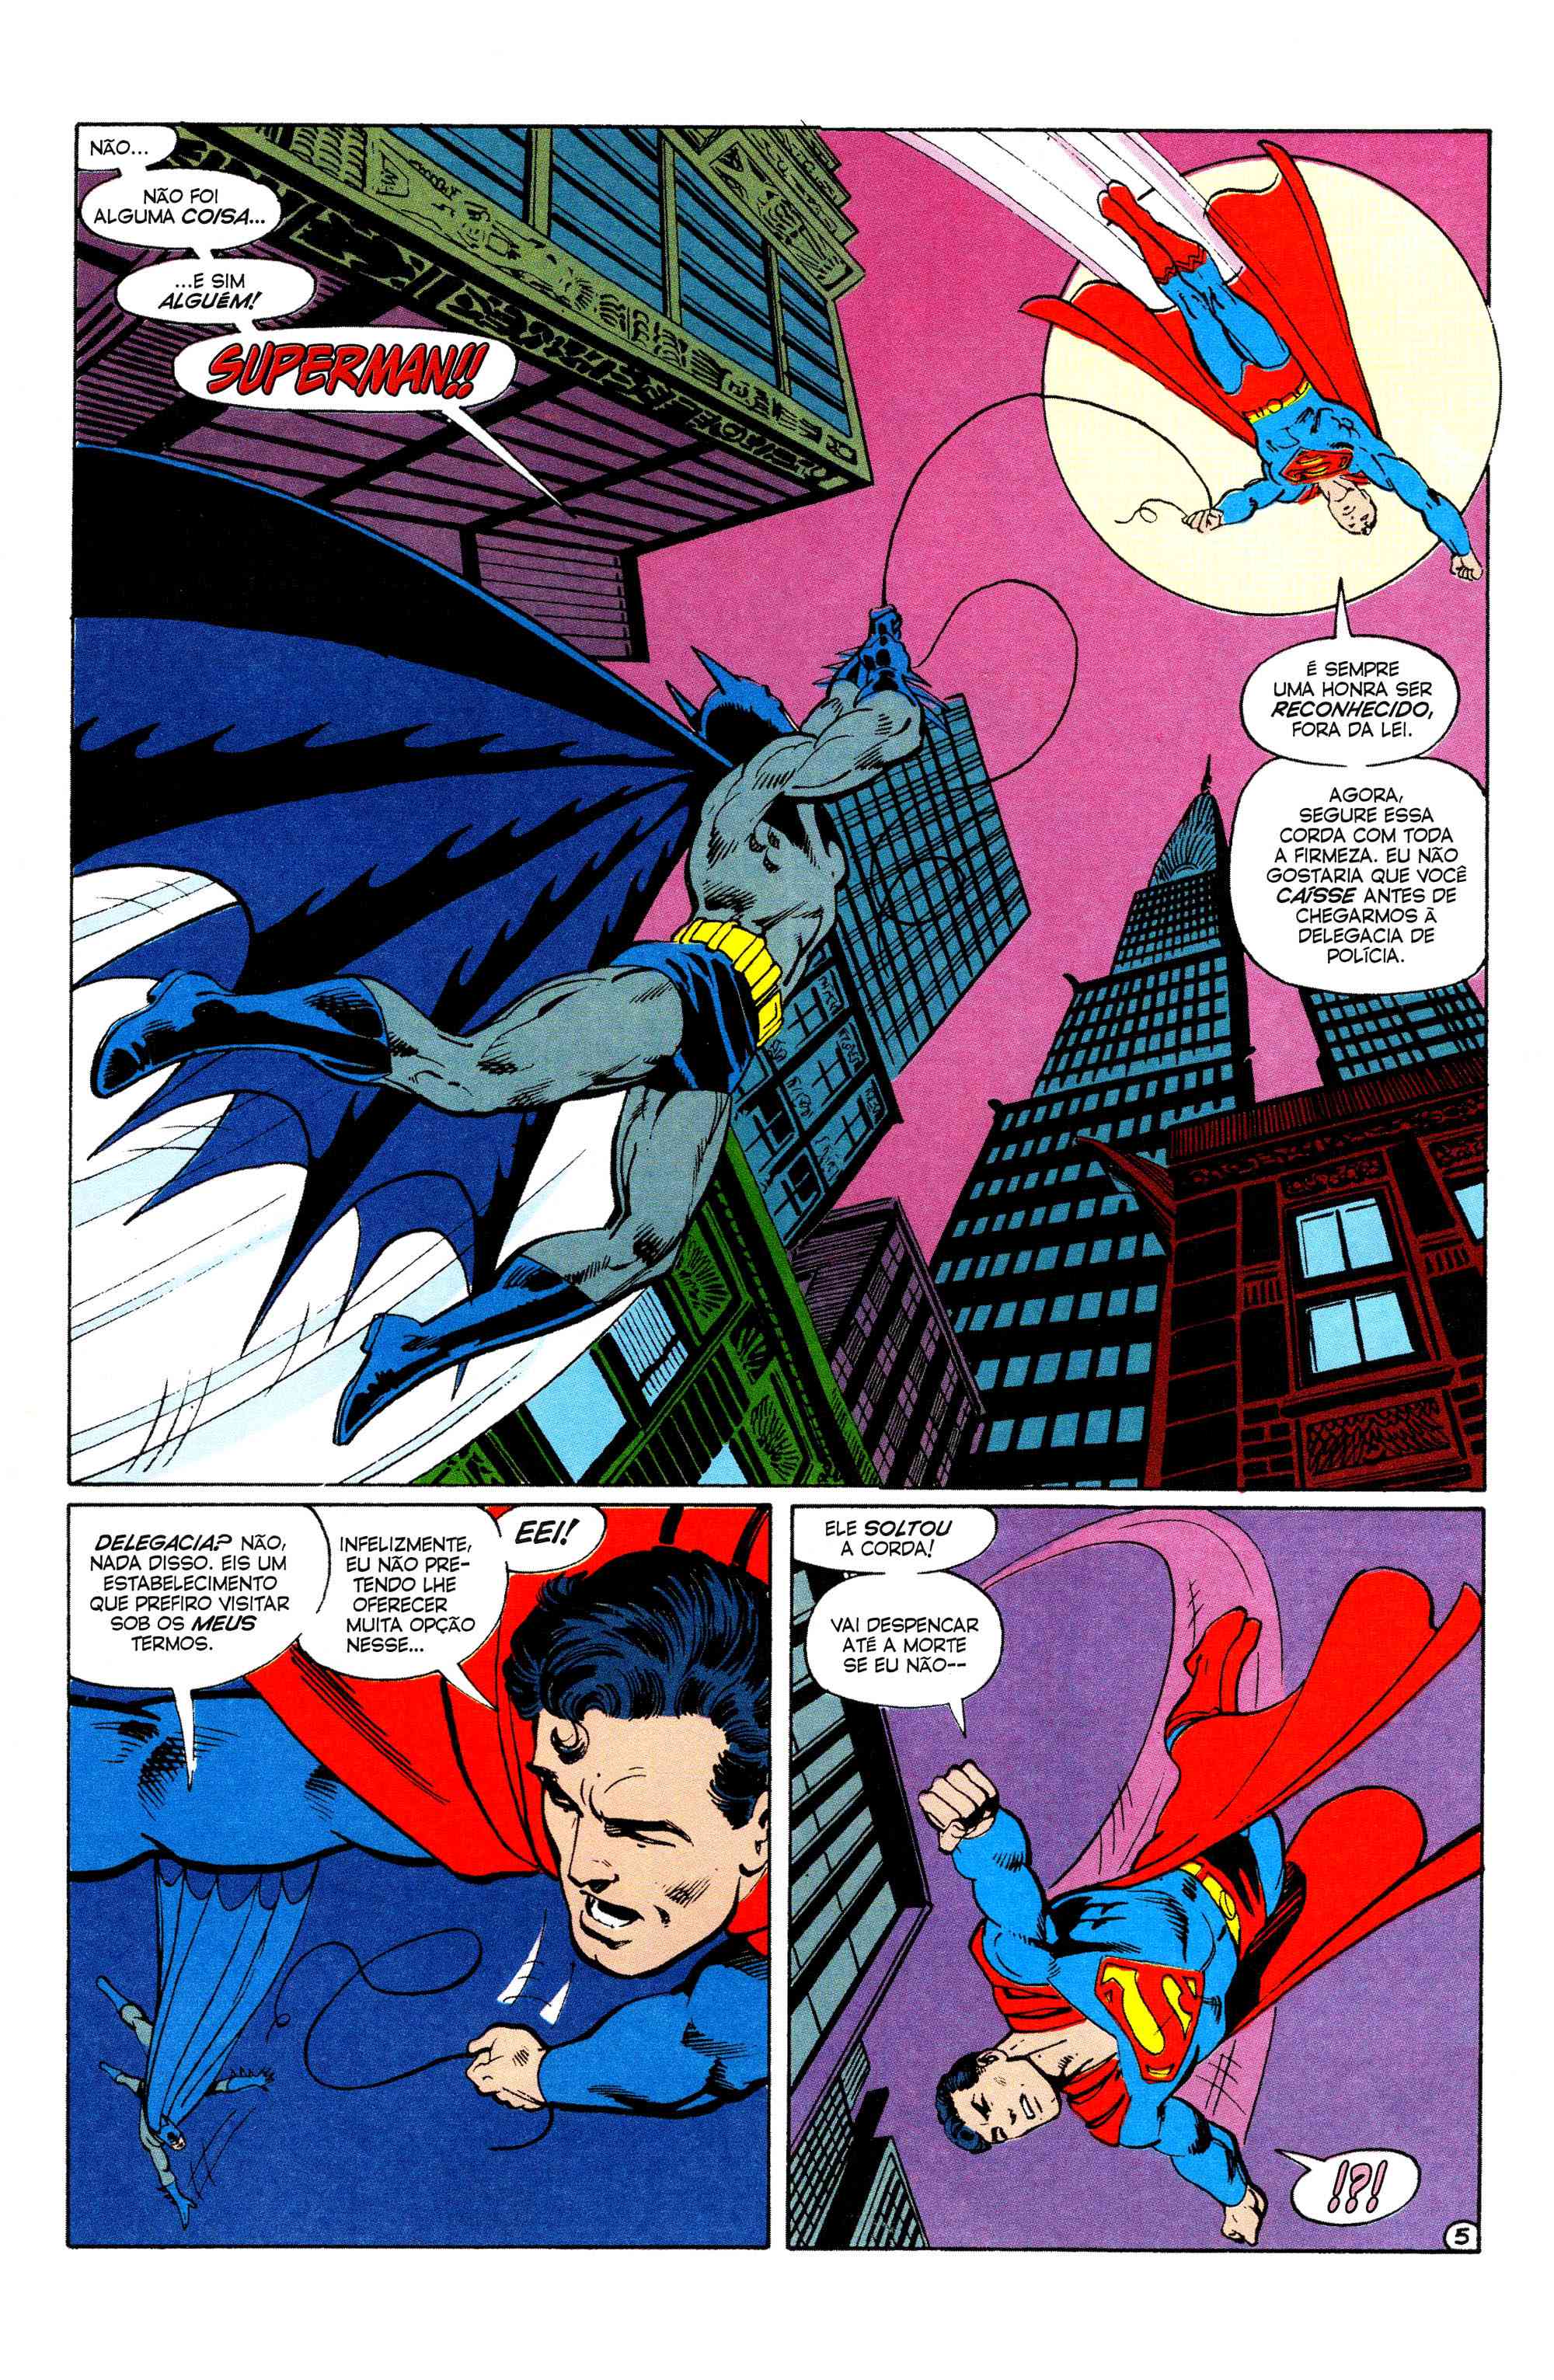 NÃO...
NÃO FOI
ALGUMA COISA...
...E SIM
ALGUÉM!
SUPERMAN!!
É SEMPRE
UMA HONRA SER
RECONHECIDO,
FORA DA LEI.
AGORA,
SEGURE ESSA
CORDA COM TODA
A FIRMEZA. EU NÃO
GOSTARIA QUE VOCÊ
CAÍSSE ANTES DE
CHEGARMOS À
DELEGACIA DE
POLÍCIA.
DELEGACIA? NÃO,
NADA DISSO. EIS UM
ESTABELECIMENTO
QUE PREFIRO VISITAR
SOB OS MEUS
TERMOS.
INFELIZMENTE,
EU NÃO PRE-
TENDO LHE
OFERECER
MUITA OPÇÃO
NESSE...
EEI!
ELE SOLTOU
A CORDA!
VAI DESPENCAR
ATÉ A MORTE
SE EU NÃO--
!?!
5